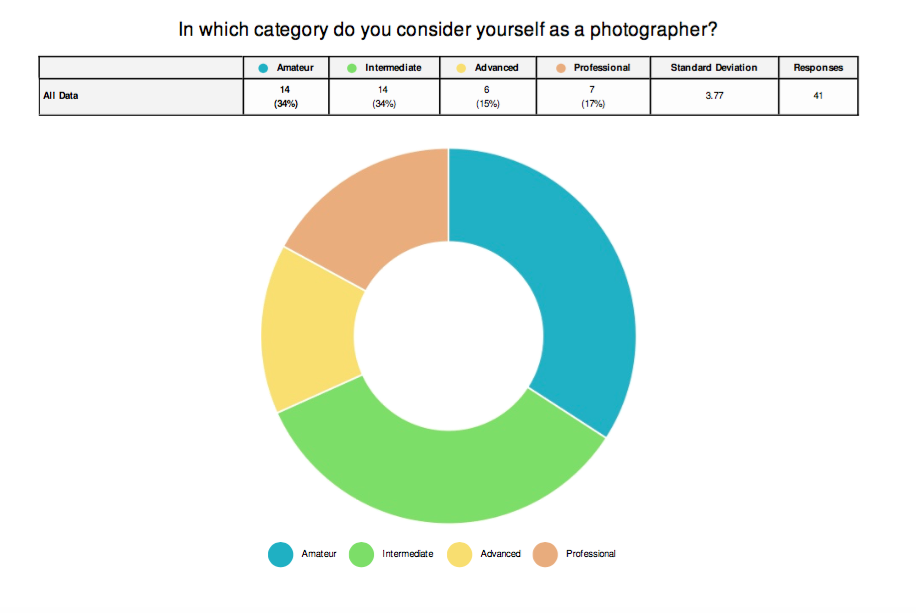 In which category do you consider yourself as a photographer?
Amateur Intermediate Advanced Professional Standard Deviation Responses
All Data 14 (34%) 14 (34%) 6 (15%) 7 (17%) 3.77 41
Amateur Intermediate Advanced Professional